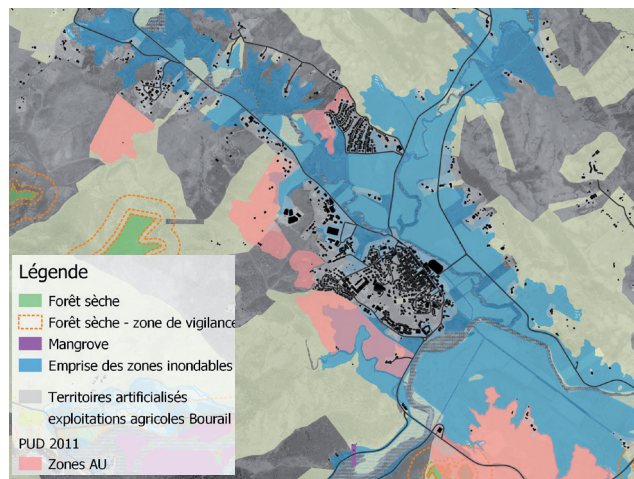 Légende
Forêt sèche
Forêt sèche - zone de vigilance
Mangrove
Emprise des zones inondables
Territoires artificialisés
exploitations agricoles Bourail
PUD 2011
Zones AU